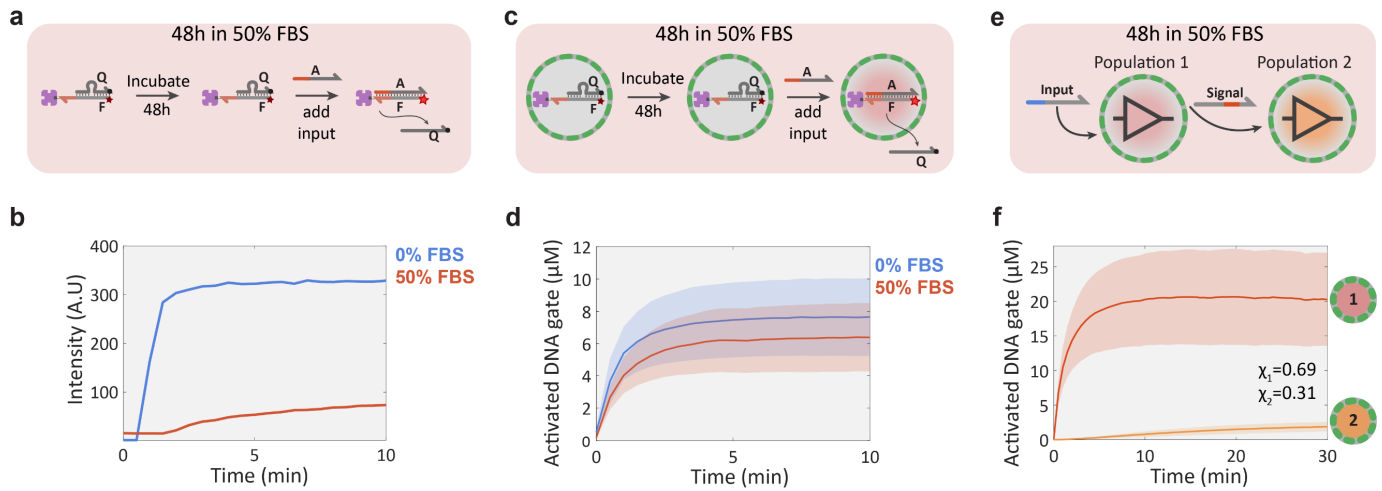 a
48h in 50% FBS
Q
F
Incubate
48h
Q
F
A
add
input
A
F
Q
b
Intensity (A.U)
400
300
200
100
0
5
10
Time (min)
0% FBS
50% FBS
c
48h in 50% FBS
Q
F
Incubate
48h
Q
F
A
add
input
A
F
Q
d
Activated DNA gate (µM)
12
10
8
6
4
2
0
0
5
10
Time (min)
0% FBS
50% FBS
e
48h in 50% FBS
Population 1
Population 2
Input
Signal
f
Activated DNA gate (µM)
25
20
15
10
5
0
0
10
20
30
Time (min)
χ1=0.69
χ2=0.31
1
2